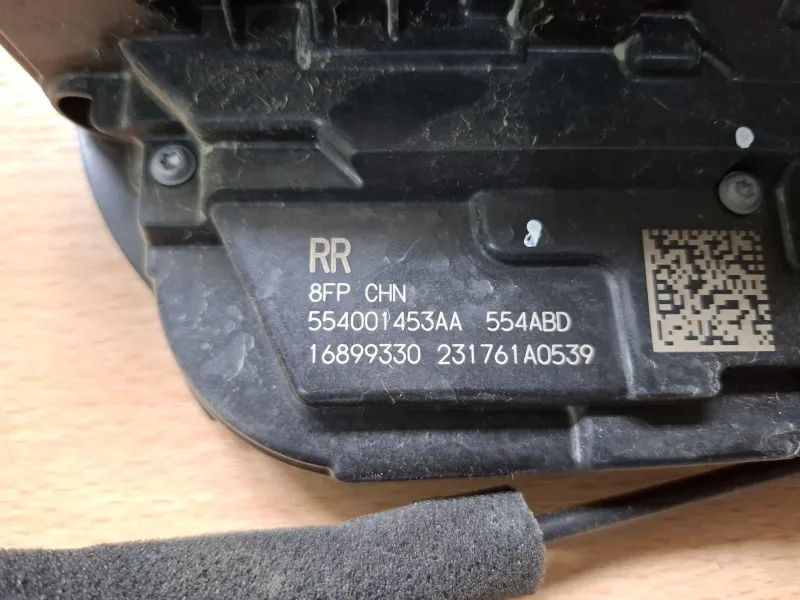 RR
8FP CHN
554001453AA 554ABD
16899330 231761A0539